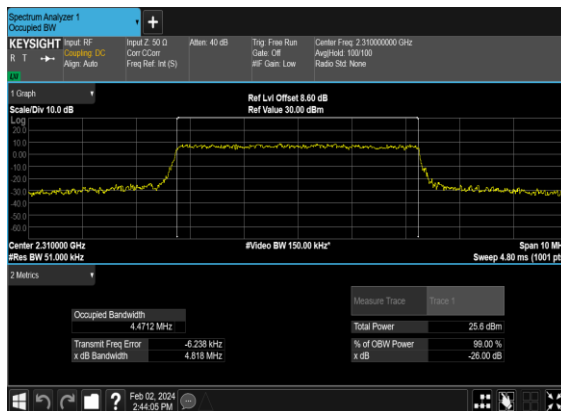 Spectrum Analyzer 1
Occupied BW
+
KEYSIGHT Input: RF Input Z: 50 Ω Atten: 40 dB Trig: Free Run Center Freq: 2.310000000 GHz
R T Coupling: DC Corr CCorr Gate: Off Avg|Hold: 100/100
Align: Auto Freq Ref: Int (S) #IF Gain: Low Radio Std: None
LXI
1 Graph
Ref Lvl Offset 8.60 dB
Scale/Div 10.0 dB Ref Value 30.00 dBm
Log
20.0
10.0
0.00
-10.0
-20.0
-30.0
-40.0
-50.0
-60.0
Center 2.310000 GHz #Video BW 150.00 kHz* Span 10 MH
#Res BW 51.000 kHz Sweep 4.80 ms (1001 pt
2 Metrics
Measure Trace Trace 1
Occupied Bandwidth
4.4712 MHz
Total Power 25.6 dBm
Transmit Freq Error -6.238 kHz % of OBW Power 99.00 %
x dB Bandwidth 4.818 MHz x dB -26.00 dB
? Feb 02, 2024
2:44:05 PM